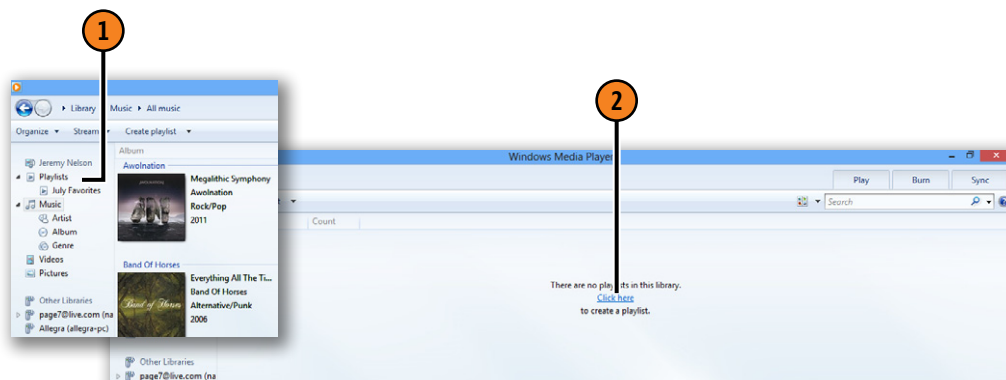 1
2
Library Music All music
Organize Stream Create playlist
Jeremy Nelson
Playlists
July Favorites
Music
Artist
Album
Genre
Videos
Pictures
Other Libraries
page7@live.com (na
Allegra (allegra-pc)
Album
Awolnation
Megalithic Symphony
Awolnation
Rock/Pop
2011
Band Of Horses
Band of Horses
Everything All The Ti...
Band Of Horses
Alternative/Punk
2006
Windows Media Player
Play Burn Sync
Search
Count
There are no playlists in this library.
Click here
to create a playlist.
Other Libraries
page7@live.com (na